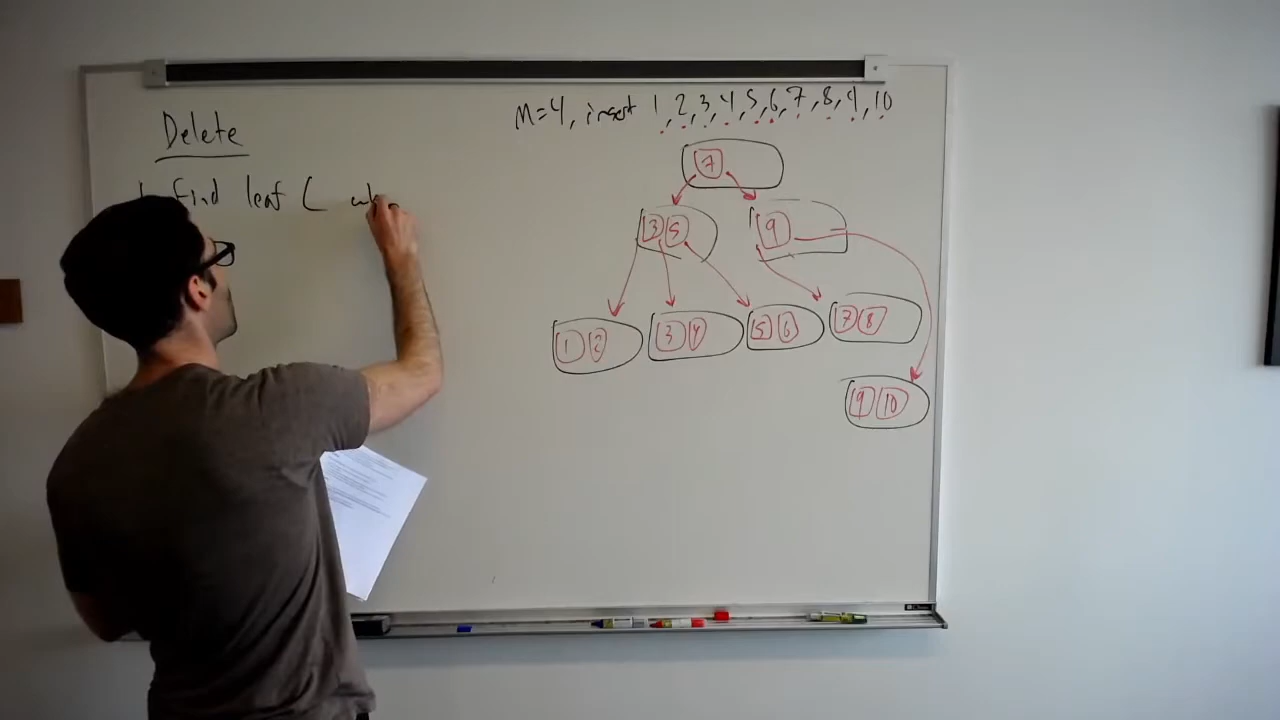 Delete
find leaf L
M=4, insert 1, 2, 3, 4, 5, 6, 7, 8, 9, 10
7
3 5 9
1 2 3 4 5 6 7 8
9 10